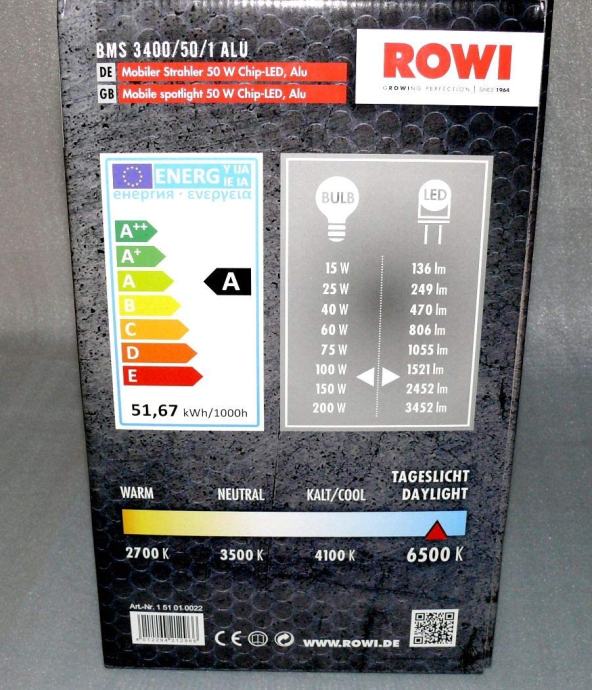 BMS 3400/50/1 ALU
DE Mobiler Strahler 50 W Chip-LED, Alu
GB Mobile spotlight 50 W Chip-LED, Alu
ROWI
GROWING PERFECTION | SINCE 1964
ENERG Y UA
IE IA
енергия · ενεργεια
A++
A+
A
B
C
D
E
A
51,67 kWh/1000h
BULB LED
15 W 136 lm
25 W 249 lm
40 W 470 lm
60 W 806 lm
75 W 1055 lm
100 W 1521 lm
150 W 2452 lm
200 W 3452 lm
WARM NEUTRAL KALT/COOL TAGESLICHT
DAYLIGHT
2700 K 3500 K 4100 K 6500 K
Art.-Nr. 1 51 01 0022
CE WWW.ROWI.DE